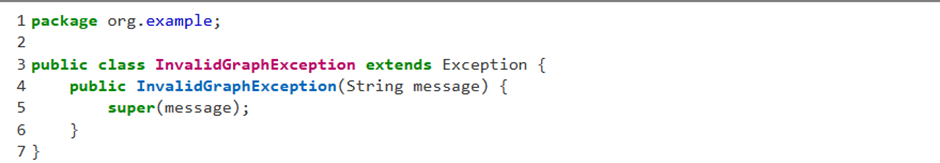 1 package org.example;
2
3 public class InvalidGraphException extends Exception {
4     public InvalidGraphException(String message) {
5         super(message);
6     }
7 }